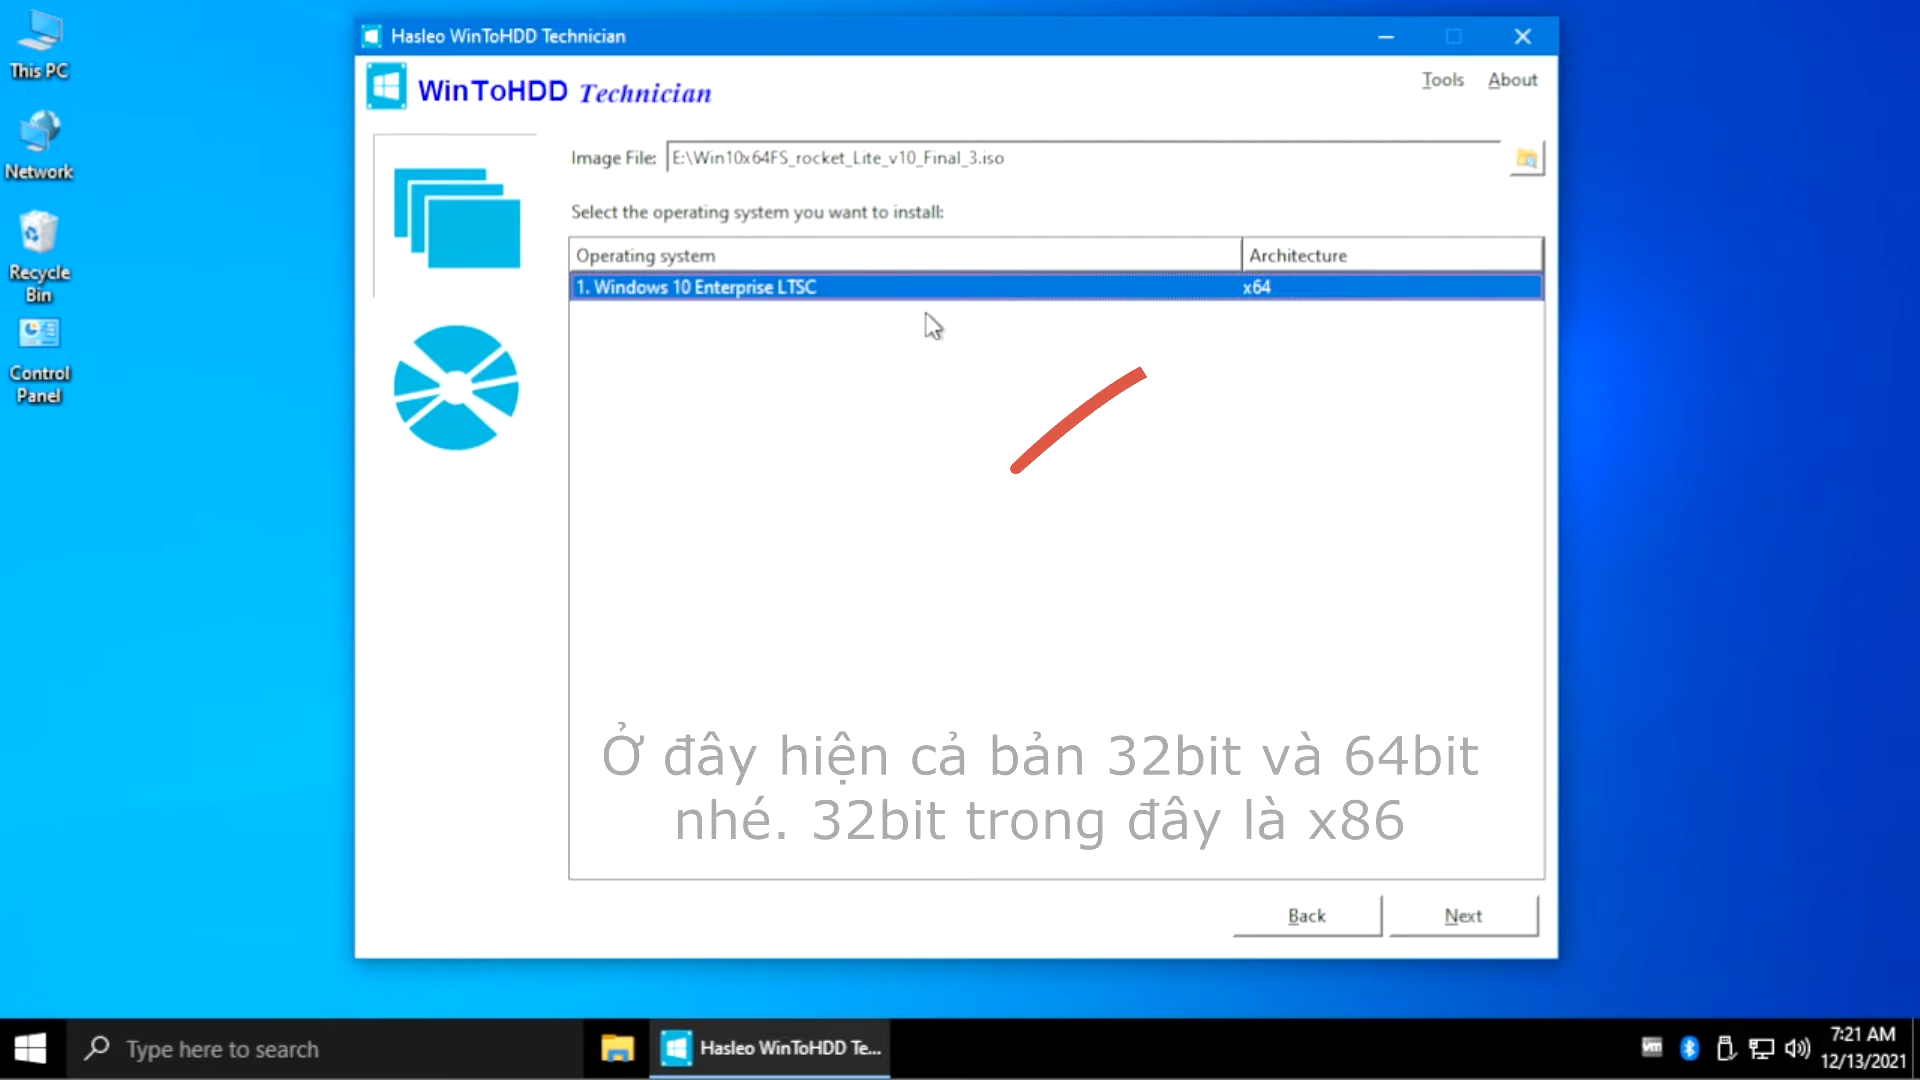 This PC
Network
Recycle
Bin
Control
Panel
Hasleo WinToHDD Technician
WinToHDD Technician
Tools About
Image File: E:\Win10x64FS_rocket_Lite_v10_Final_3.iso
Select the operating system you want to install:
Operating system Architecture
1. Windows 10 Enterprise LTSC x64
Ở đây hiện cả bản 32bit và 64bit
nhé. 32bit trong đây là x86
Back Next
Type here to search
Hasleo WinToHDD Te...
vm
7:21 AM
12/13/2021